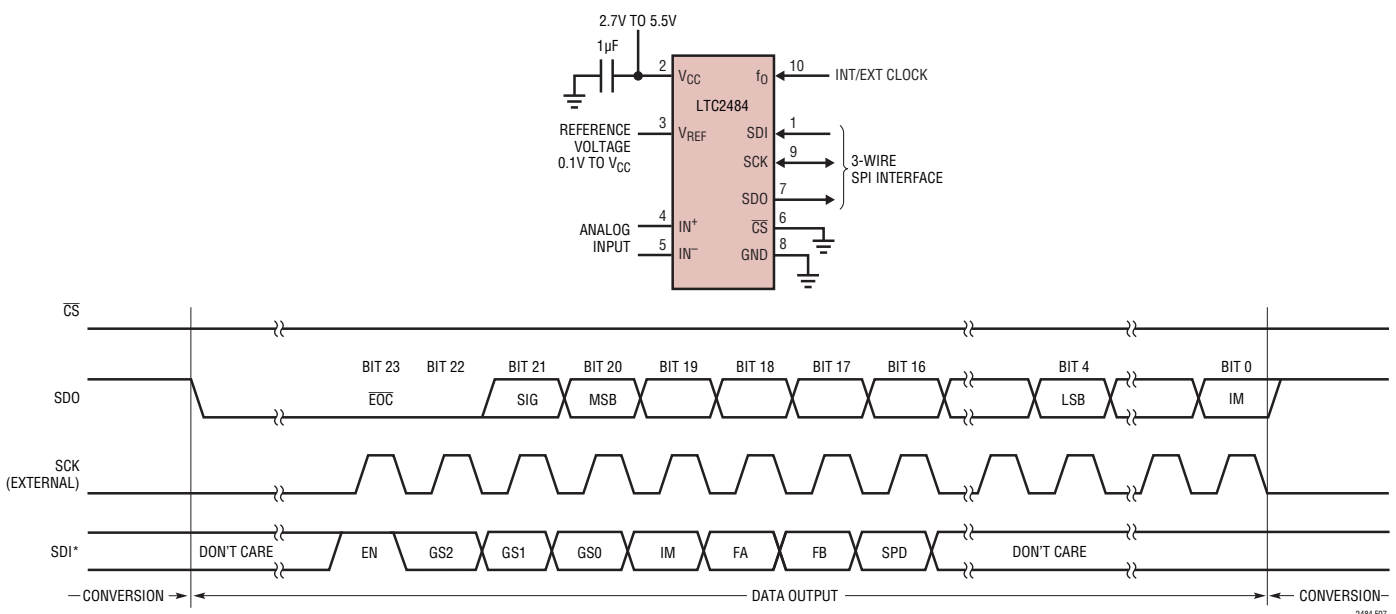 2.7V TO 5.5V
1µF
2 VCC
fO 10 INT/EXT CLOCK
LTC2484
REFERENCE
VOLTAGE
0.1V TO VCC
3 VREF
SDI 1
SCK 9
3-WIRE
SPI INTERFACE
SDO 7
ANALOG
INPUT
4 IN+
5 IN−
CS 6
GND 8
CS
BIT 23 BIT 22 BIT 21 BIT 20 BIT 19 BIT 18 BIT 17 BIT 16 BIT 4 BIT 0
SDO EOC SIG MSB LSB IM
SCK
(EXTERNAL)
SDI* DON'T CARE EN GS2 GS1 GS0 IM FA FB SPD DON'T CARE
CONVERSION DATA OUTPUT CONVERSION
2484 F07